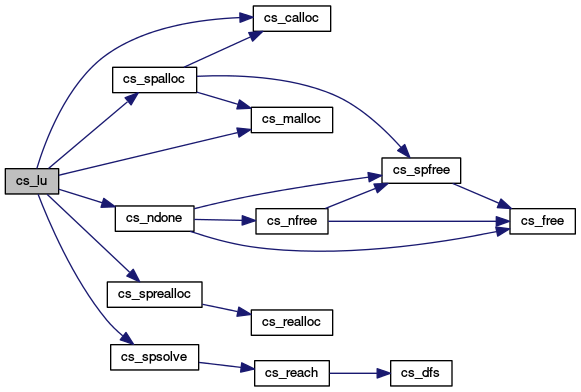 cs_calloc
cs_spalloc
cs_malloc
cs_spfree
cs_lu
cs_ndone
cs_nfree
cs_free
cs_sprealloc
cs_realloc
cs_spsolve
cs_reach
cs_dfs